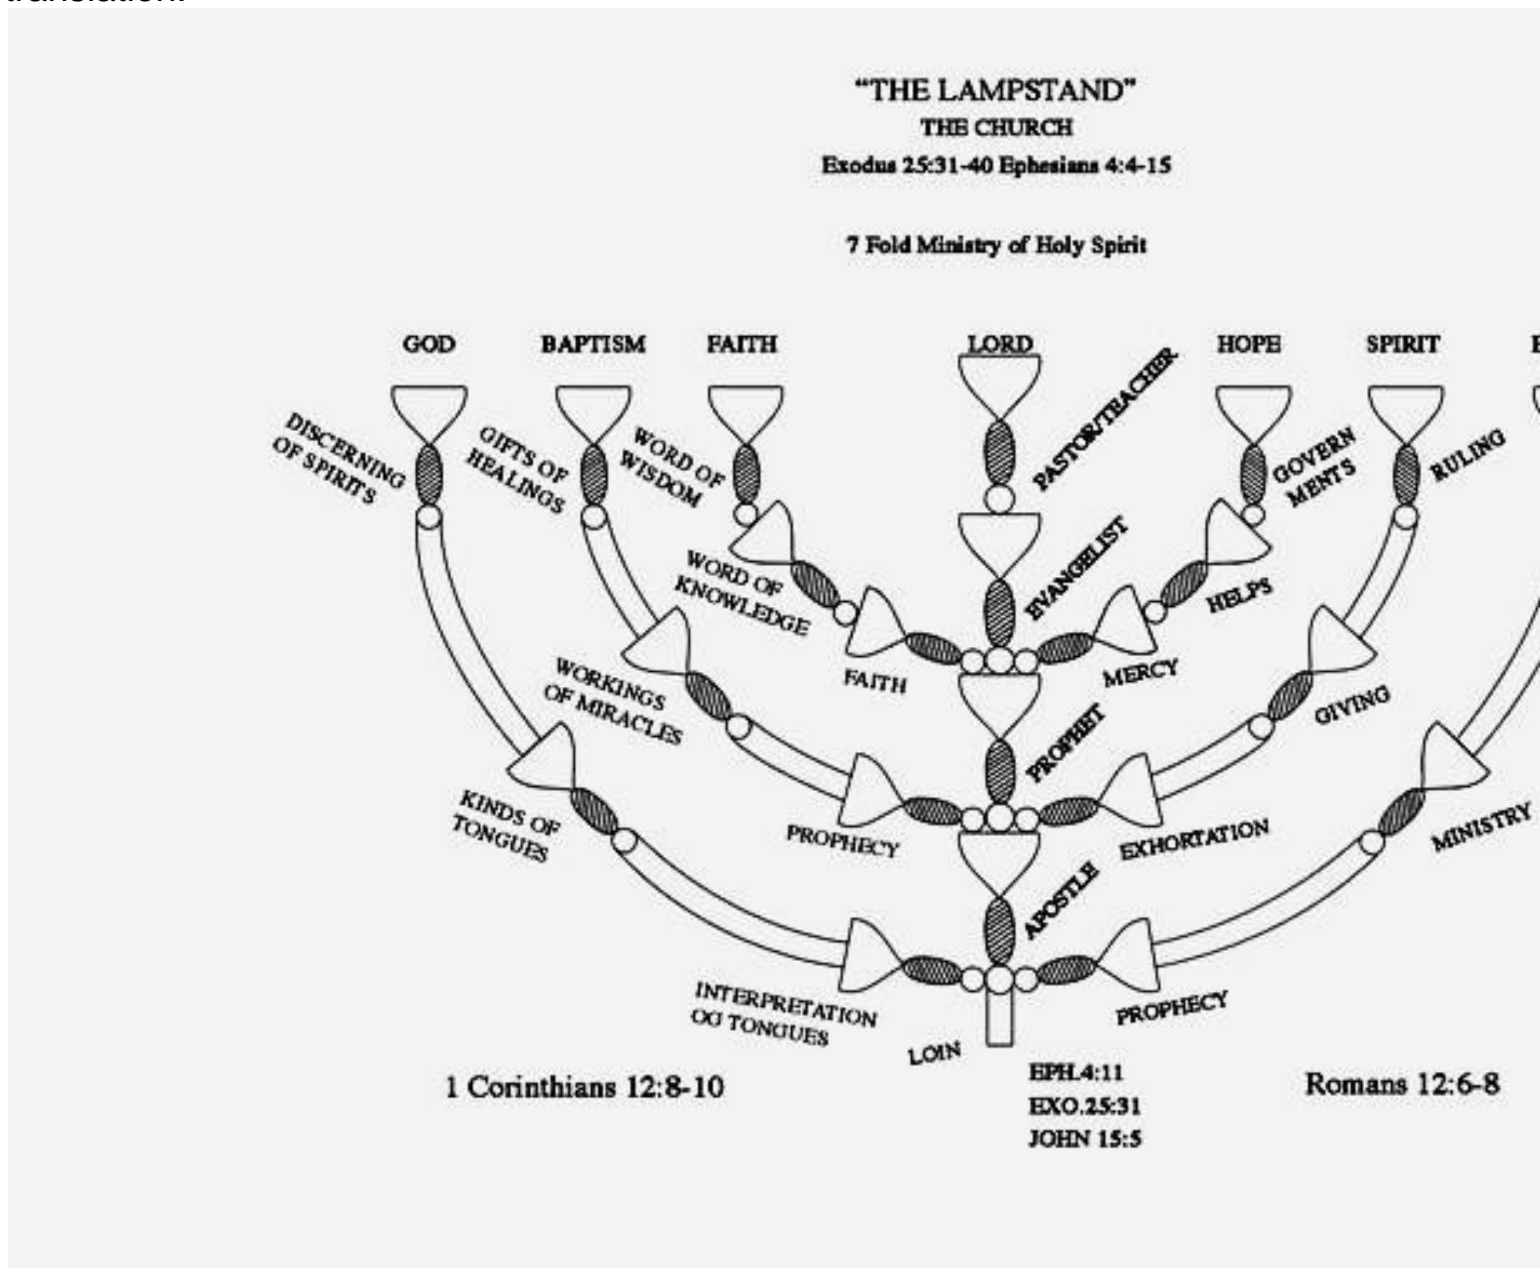 translation.
“THE LAMPSTAND”
THE CHURCH
Exodus 25:31-40 Ephesians 4:4-15
7 Fold Ministry of Holy Spirit
GOD
BAPTISM
FAITH
LORD
HOPE
SPIRIT
DISCERNING
OF SPIRITS
GIFTS OF
HEALINGS
WORD OF
WISDOM
PASTOR/TEACHER
GOVERN
MENTS
RULING
WORD OF
KNOWLEDGE
EVANGELIST
HELPS
WORKINGS
OF MIRACLES
FAITH
MERCY
GIVING
KINDS OF
TONGUES
PROPHECY
PROPHET
EXHORTATION
MINISTRY
INTERPRETATION
OG TONGUES
APOSTLE
PROPHECY
LOIN
1 Corinthians 12:8-10
EPH.4:11
EXO.25:31
JOHN 15:5
Romans 12:6-8